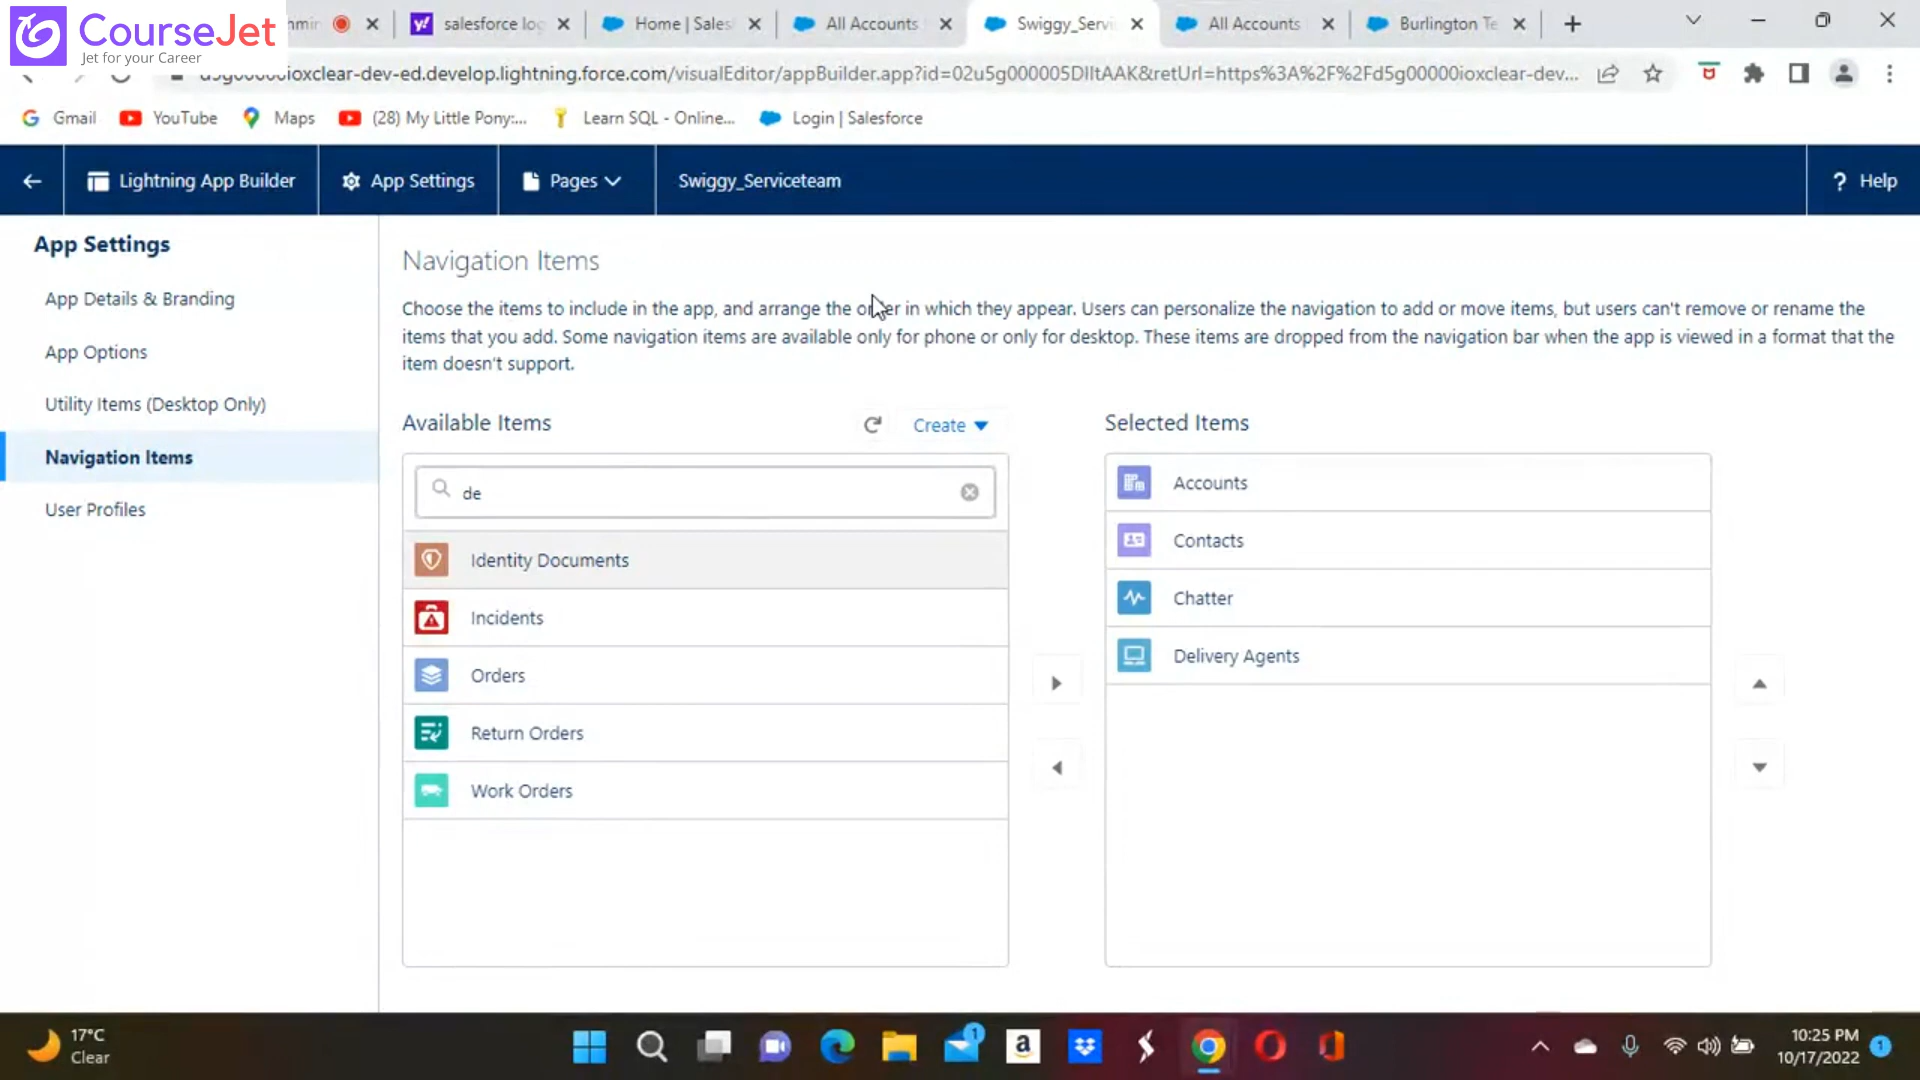 CourseJet
Jet for your Career
salesforce log
Home | Sales
All Accounts
Swiggy_Servi
All Accounts
Burlington Te
ioxclear-dev-ed.develop.lightning.force.com/visualEditor/appBuilder.app?id=02u5g000005DIItAAK&retUrl=https%3A%2F%2Fd5g00000ioxclear-dev...
Gmail
YouTube
Maps
(28) My Little Pony:...
Learn SQL - Online...
Login | Salesforce
Lightning App Builder
App Settings
Pages
Swiggy_Serviceteam
? Help
App Settings
App Details & Branding
App Options
Utility Items (Desktop Only)
Navigation Items
User Profiles
Navigation Items
Choose the items to include in the app, and arrange the order in which they appear. Users can personalize the navigation to add or move items, but users can't remove or rename the
items that you add. Some navigation items are available only for phone or only for desktop. These items are dropped from the navigation bar when the app is viewed in a format that the
item doesn't support.
Available Items
Create
de
Identity Documents
Incidents
Orders
Return Orders
Work Orders
Selected Items
Accounts
Contacts
Chatter
Delivery Agents
17°C
Clear
1
10:25 PM
10/17/2022
1